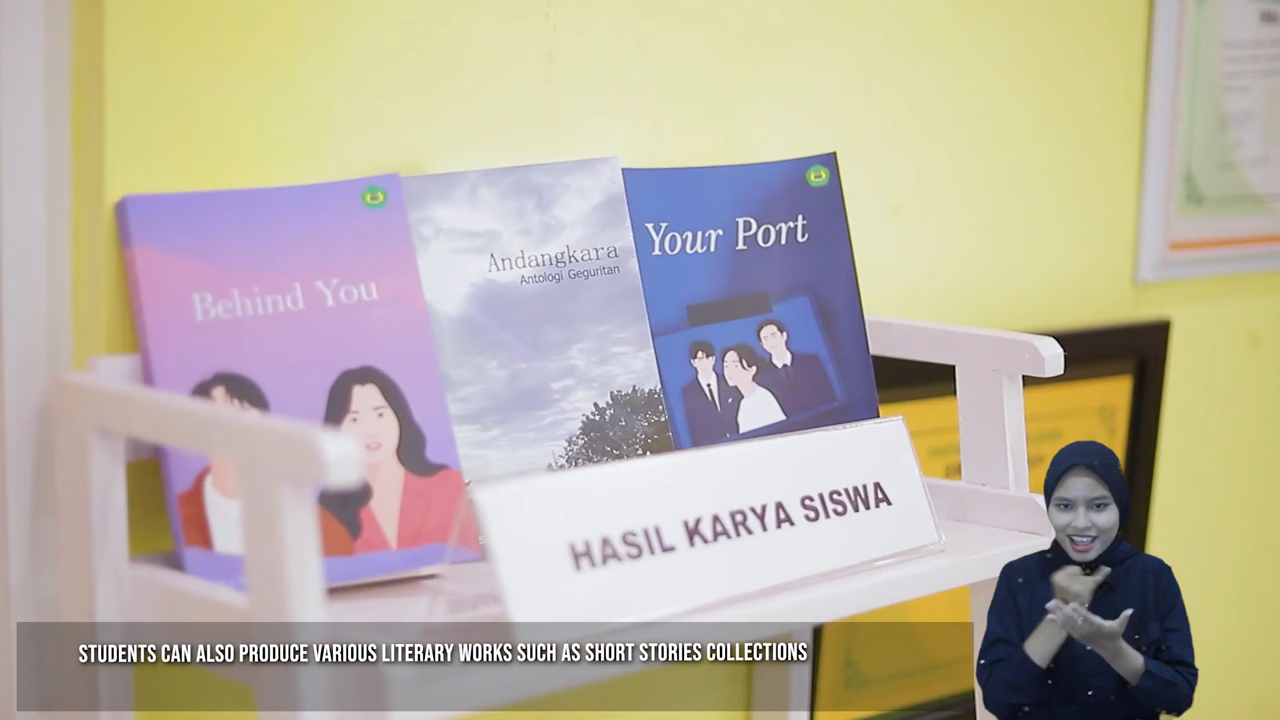 Behind You
Andangkara
Antologi Geguritan
Your Port
HASIL KARYA SISWA
STUDENTS CAN ALSO PRODUCE VARIOUS LITERARY WORKS SUCH AS SHORT STORIES COLLECTIONS